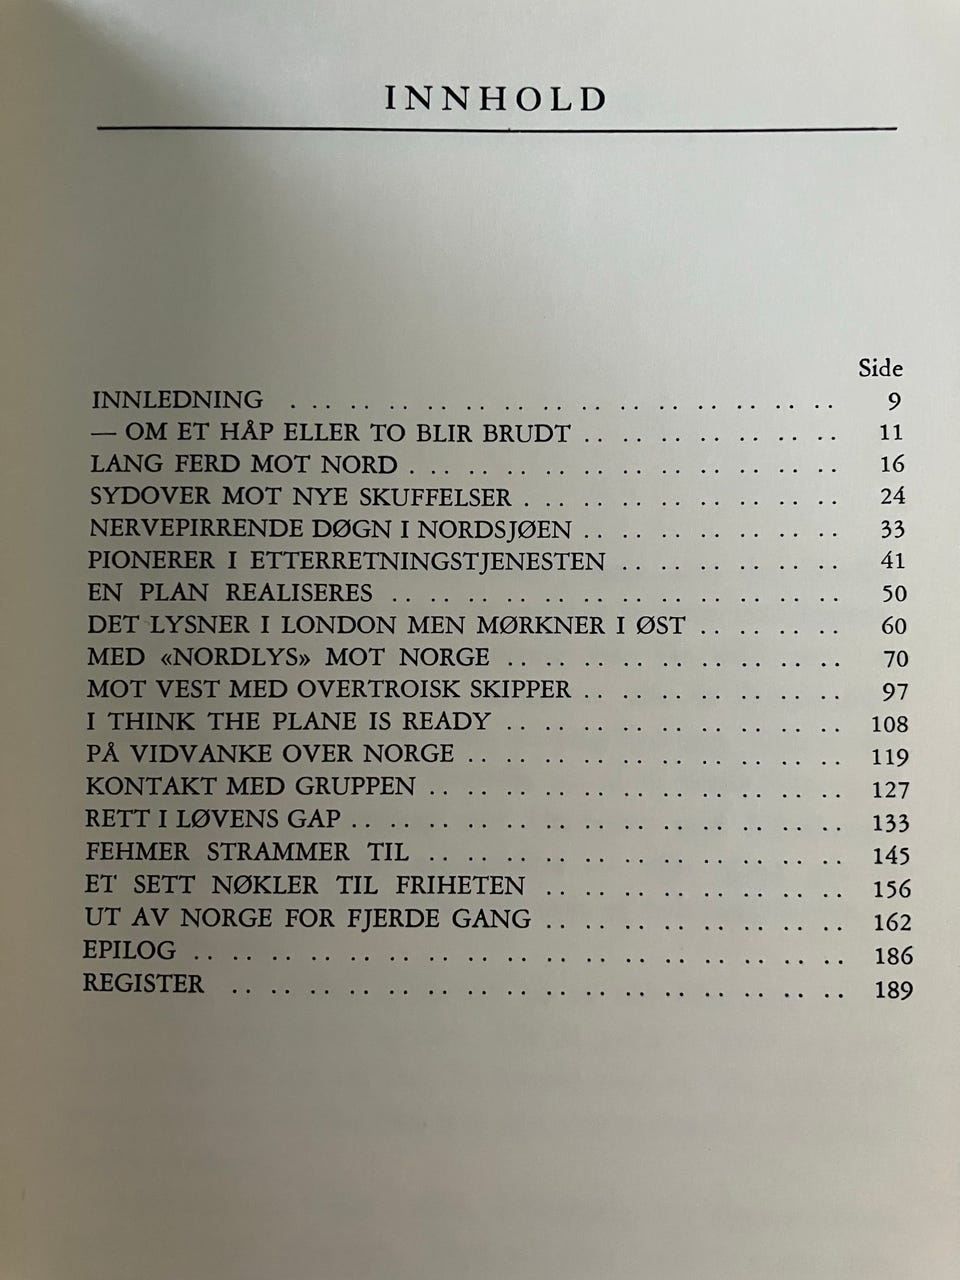 INNHOLD
Side
INNLEDNING . . . . . . . . . . . . . . . . . . . . . . . . . . . 9
— OM ET HÅP ELLER TO BLIR BRUDT . . . . . . . . . . . . . 11
LANG FERD MOT NORD . . . . . . . . . . . . . . . . . . . . . 16
SYDOVER MOT NYE SKUFFELSER . . . . . . . . . . . . . . . 24
NERVEPIRRENDE DØGN I NORDSJØEN . . . . . . . . . . . . . 33
PIONERER I ETTERRETNINGSTJENESTEN . . . . . . . . . . . 41
EN PLAN REALISERES . . . . . . . . . . . . . . . . . . . . . . 50
DET LYSNER I LONDON MEN MØRKNER I ØST . . . . . . . 60
MED «NORDLYS» MOT NORGE . . . . . . . . . . . . . . . . . 70
MOT VEST MED OVERTROISK SKIPPER . . . . . . . . . . . . . 97
I THINK THE PLANE IS READY . . . . . . . . . . . . . . . . . 108
PÅ VIDVANKE OVER NORGE . . . . . . . . . . . . . . . . . . . 119
KONTAKT MED GRUPPEN . . . . . . . . . . . . . . . . . . . . . 127
RETT I LØVENS GAP . . . . . . . . . . . . . . . . . . . . . . . . 133
FEHMER STRAMMER TIL . . . . . . . . . . . . . . . . . . . . . 145
ET SETT NØKLER TIL FRIHETEN . . . . . . . . . . . . . . . 156
UT AV NORGE FOR FJERDE GANG . . . . . . . . . . . . . . . 162
EPILOG . . . . . . . . . . . . . . . . . . . . . . . . . . . . . . . . 186
REGISTER . . . . . . . . . . . . . . . . . . . . . . . . . . . . . . 189